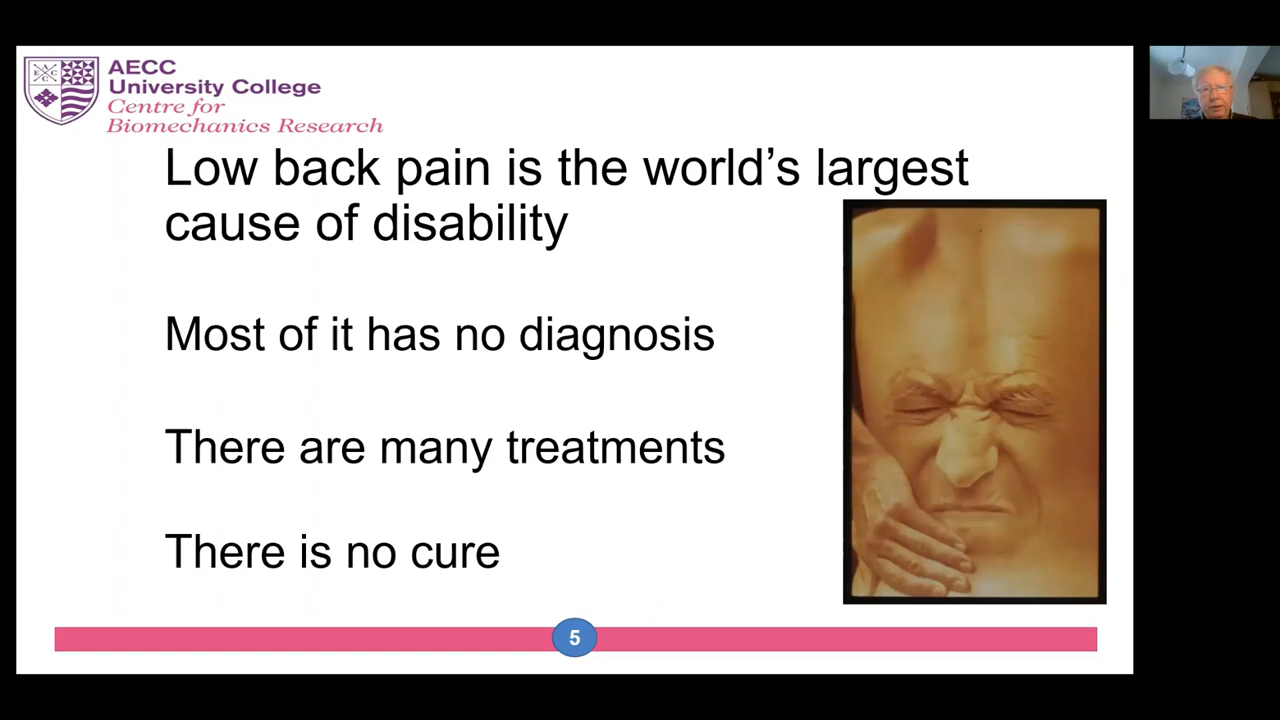 AECC
University College
Centre for
Biomechanics Research
Low back pain is the world’s largest
cause of disability
Most of it has no diagnosis
There are many treatments
There is no cure
5